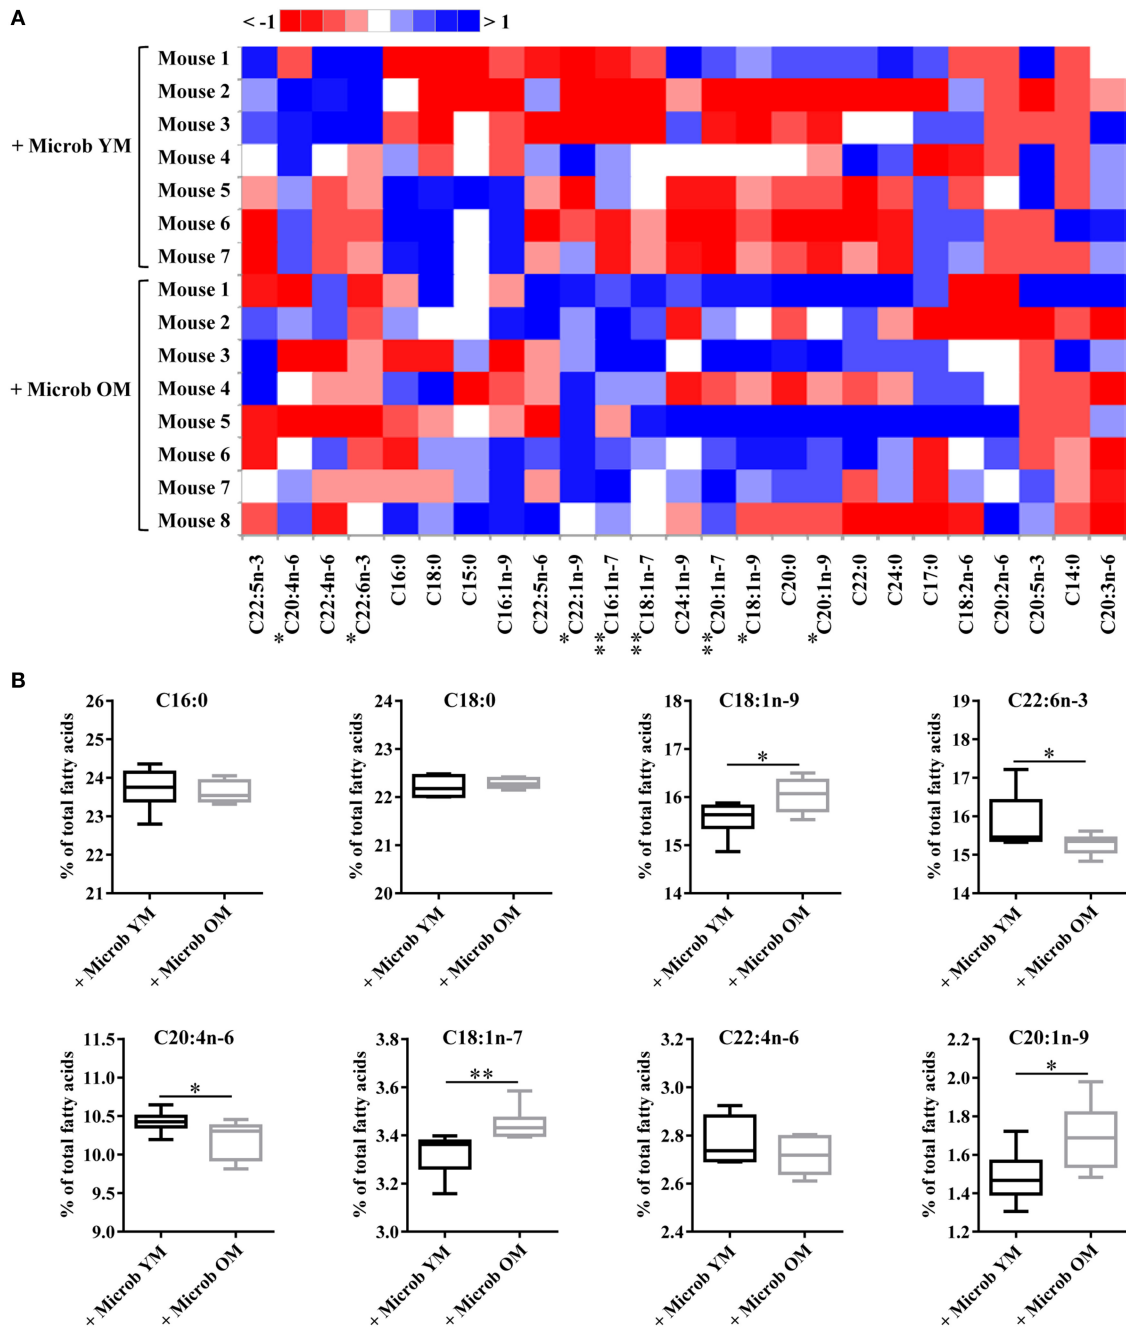 A
< -1 > 1
+ Microb YM
Mouse 1
Mouse 2
Mouse 3
Mouse 4
Mouse 5
Mouse 6
Mouse 7
+ Microb OM
Mouse 1
Mouse 2
Mouse 3
Mouse 4
Mouse 5
Mouse 6
Mouse 7
Mouse 8
C22:5n-3
*C20:4n-6
C22:4n-6
*C22:6n-3
C16:0
C18:0
C15:0
C16:1n-9
C22:5n-6
*C22:1n-9
**C16:1n-7
**C18:1n-7
C24:1n-9
**C20:1n-7
*C18:1n-9
C20:0
*C20:1n-9
C22:0
C24:0
C17:0
C18:2n-6
C20:2n-6
C20:5n-3
C14:0
C20:3n-6
B
C16:0
% of total fatty acids
26
25
24
23
22
21
+ Microb YM
+ Microb OM
C18:0
% of total fatty acids
24
23
22
21
20
+ Microb YM
+ Microb OM
C18:1n-9
% of total fatty acids
18
17
16
15
14
*
+ Microb YM
+ Microb OM
C22:6n-3
% of total fatty acids
19
18
17
16
15
14
*
+ Microb YM
+ Microb OM
C20:4n-6
% of total fatty acids
11.5
11.0
10.5
10.0
9.5
9.0
*
+ Microb YM
+ Microb OM
C18:1n-7
% of total fatty acids
3.8
3.6
3.4
3.2
3.0
**
+ Microb YM
+ Microb OM
C22:4n-6
% of total fatty acids
3.2
3.0
2.8
2.6
2.4
+ Microb YM
+ Microb OM
C20:1n-9
% of total fatty acids
2.2
2.0
1.8
1.6
1.4
1.2
*
+ Microb YM
+ Microb OM